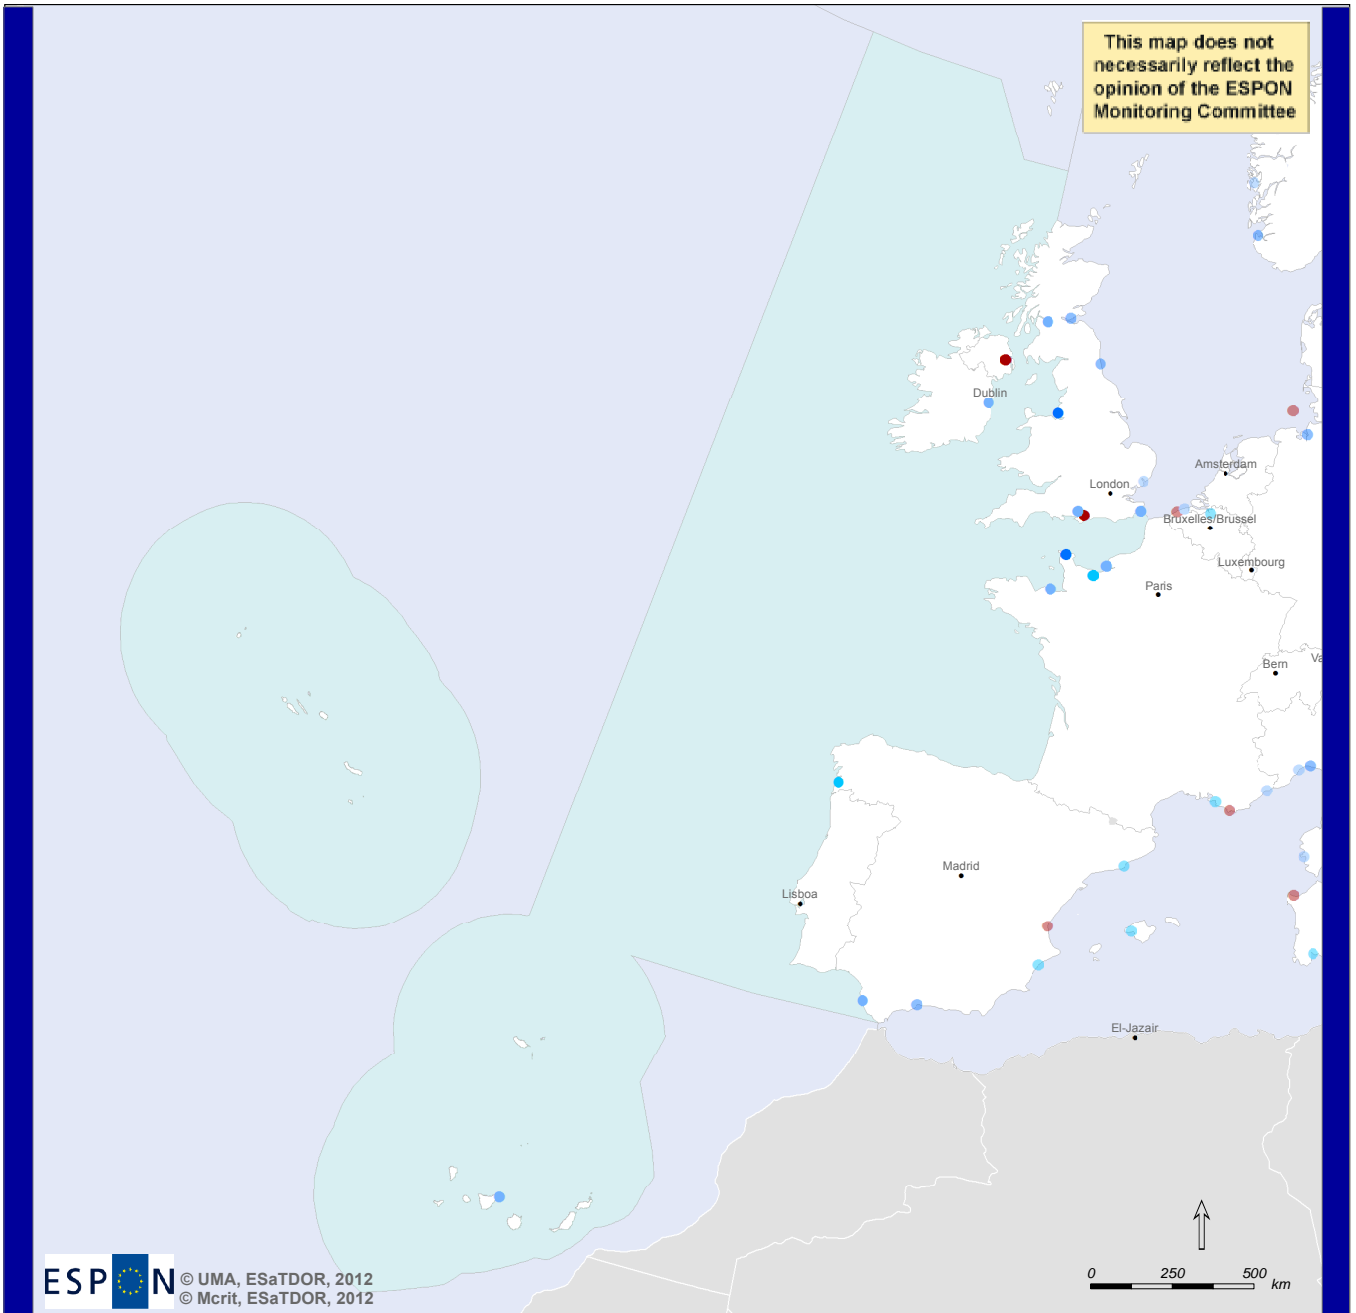 This map does not
necessarily reflect the
opinion of the ESPON
Monitoring Committee
Dublin
Amsterdam
London
Bruxelles/Brussel
Luxembourg
Paris
Bern
Va
Madrid
Lisboa
El-Jazair
0 250 500
km
ESPON
© UMA, ESaTDOR, 2012
© Mcrit, ESaTDOR, 2012